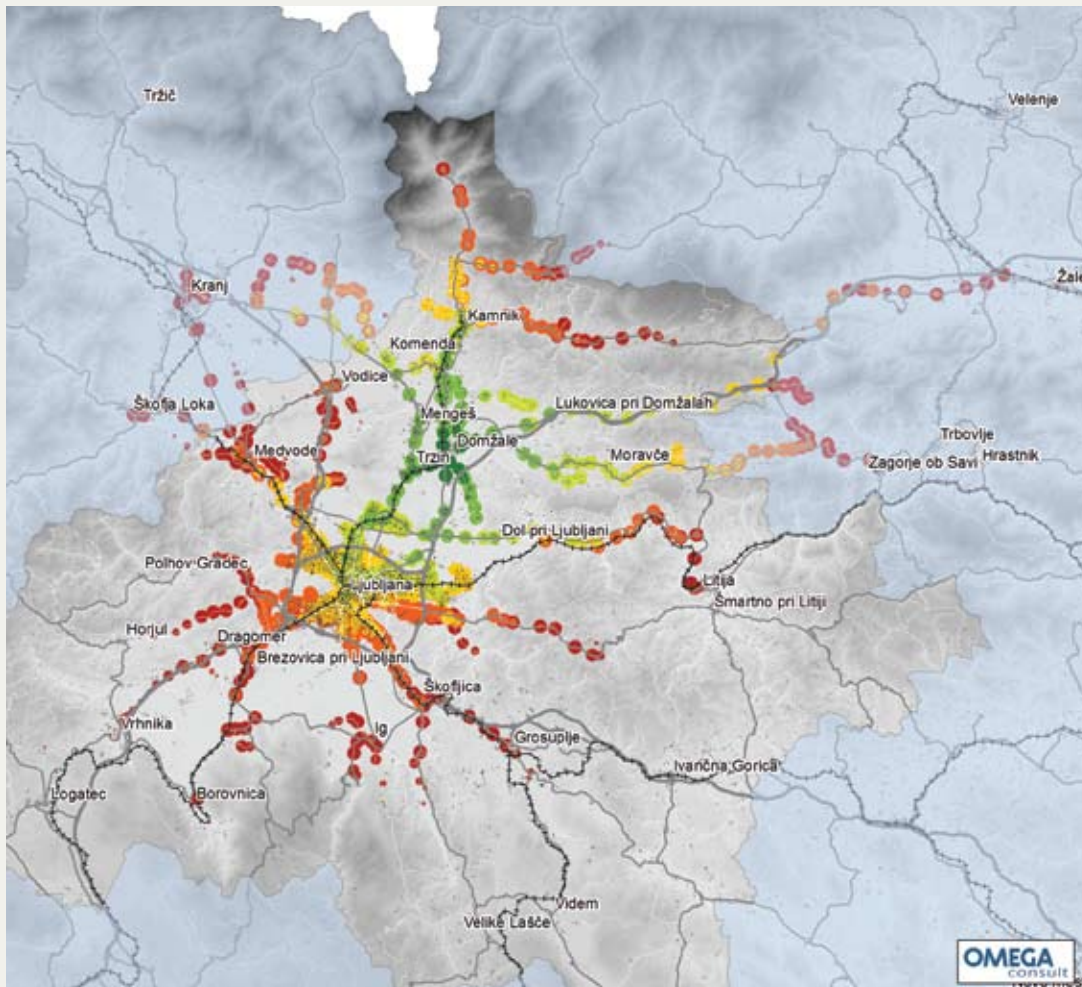 Tržič
Velenje
Kranj
Žale
Kamnik
Komenda
Vodice
Škofja Loka
Mengeš
Lukovica pri Domžalah
Medvode
Domžale
Trzin
Moravče
Trbovlje
Hrastnik
Zagorje ob Savi
Dol pri Ljubljani
Polhov Gradec
Ljubljana
Litija
Šmartno pri Litiji
Horjul
Dragomer
Brezovica pri Ljubljani
Škofljica
Vrhnika
Ig
Grosuplje
Ivančna Gorica
Logatec
Borovnica
Videm
Velike Lašče
OMEGA
consult